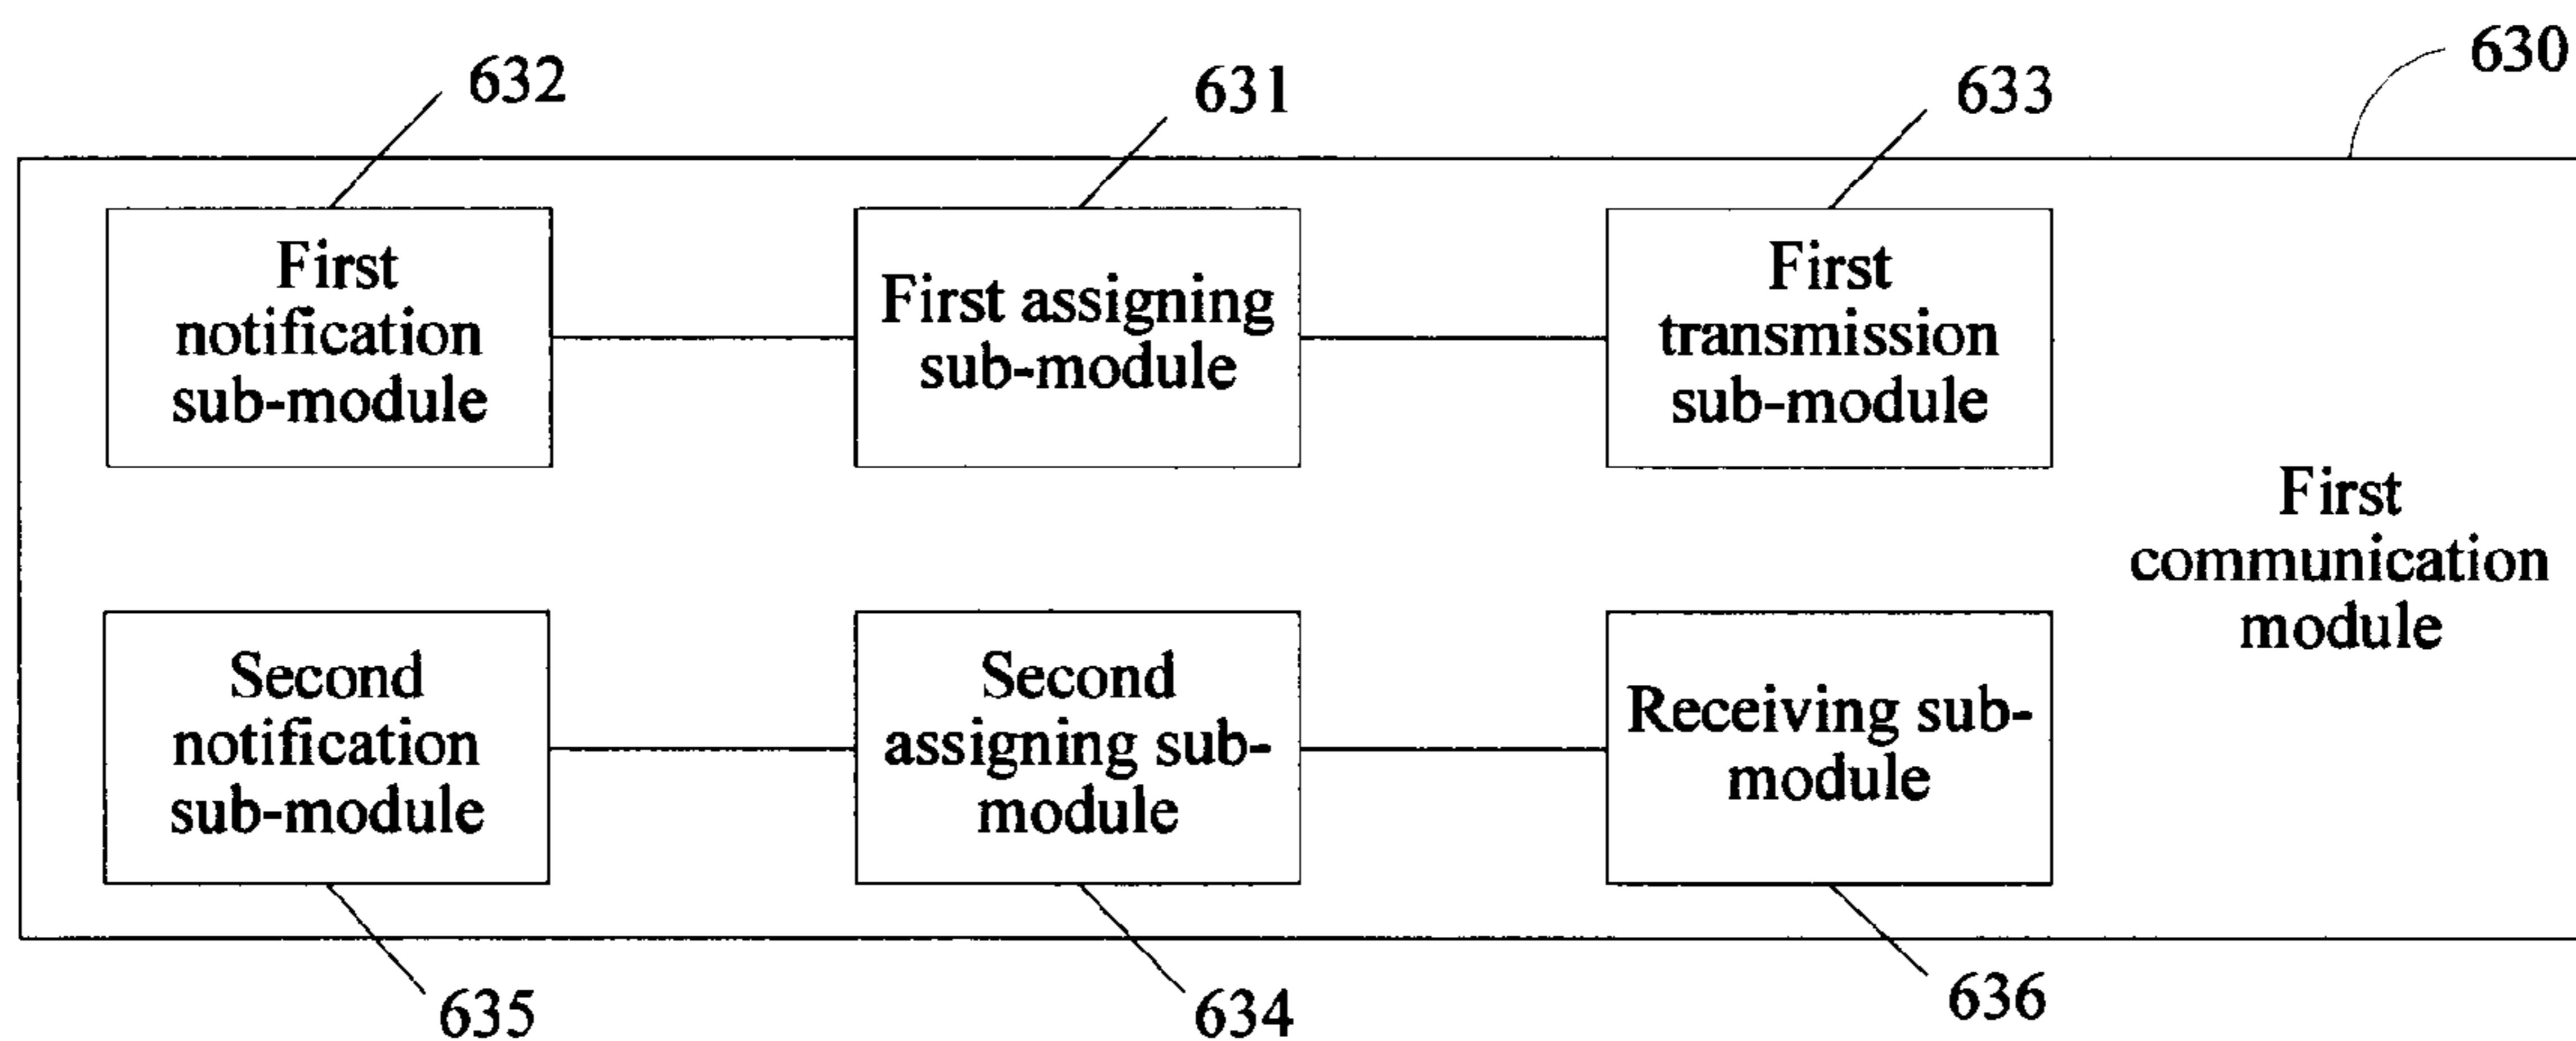 630
632
631
633
First
notification
sub-module
First assigning
sub-module
First
transmission
sub-module
First
communication
module
Second
notification
sub-module
Second
assigning sub-
module
Receiving sub-
module
635
634
636